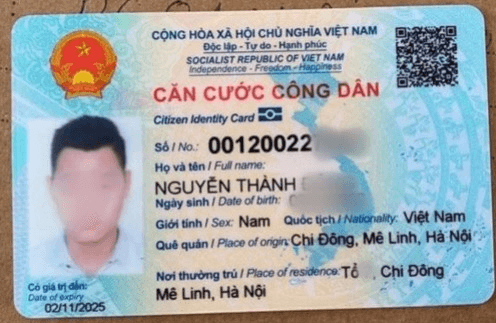 CỘNG HÒA XÃ HỘI CHỦ NGHĨA VIỆT NAM
Độc lập - Tự do - Hạnh phúc
SOCIALIST REPUBLIC OF VIET NAM
Independence - Freedom - Happiness
CĂN CƯỚC CÔNG DÂN
Citizen Identity Card
Số / No.: 00120022
Họ và tên / Full name:
NGUYỄN THÀNH
Ngày sinh / Date of birth:
Giới tính / Sex: Nam Quốc tịch / Nationality: Việt Nam
Quê quán / Place of origin: Chi Đông, Mê Linh, Hà Nội
Nơi thường trú / Place of residence: Tổ Chi Đông
Mê Linh, Hà Nội
Có giá trị đến:
Date of expiry
02/11/2025